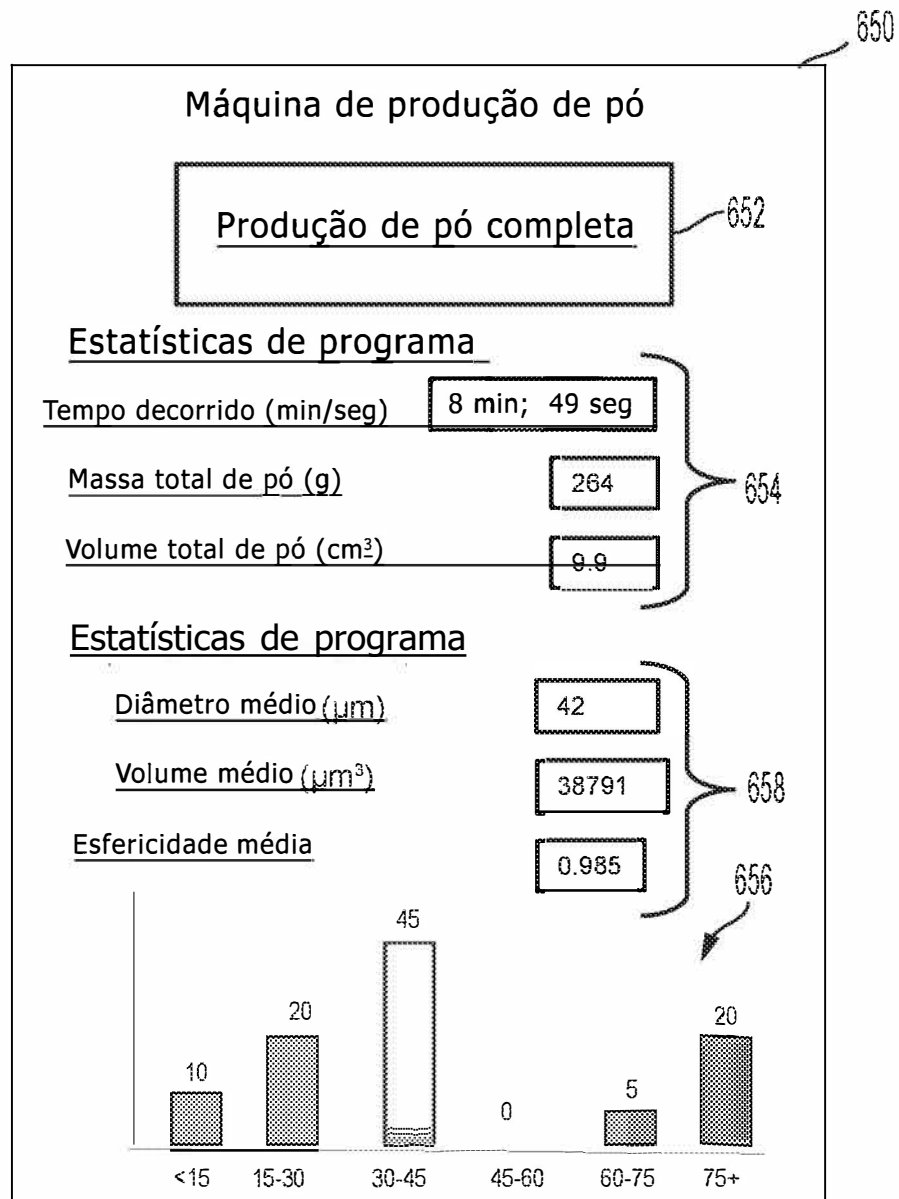 650
Máquina de produção de pó
Produção de pó completa
652
Estatísticas de programa
Tempo decorrido (min/seg) 8 min; 49 seg
Massa total de pó (g) 264
654
Volume total de pó (cm³) 9.9
Estatísticas de programa
Diâmetro médio (μm) 42
Volume médio (μm³) 38791
658
Esfericidade média 0.985
656
10 20 45 0 5 20
<15 15-30 30-45 45-60 60-75 75+